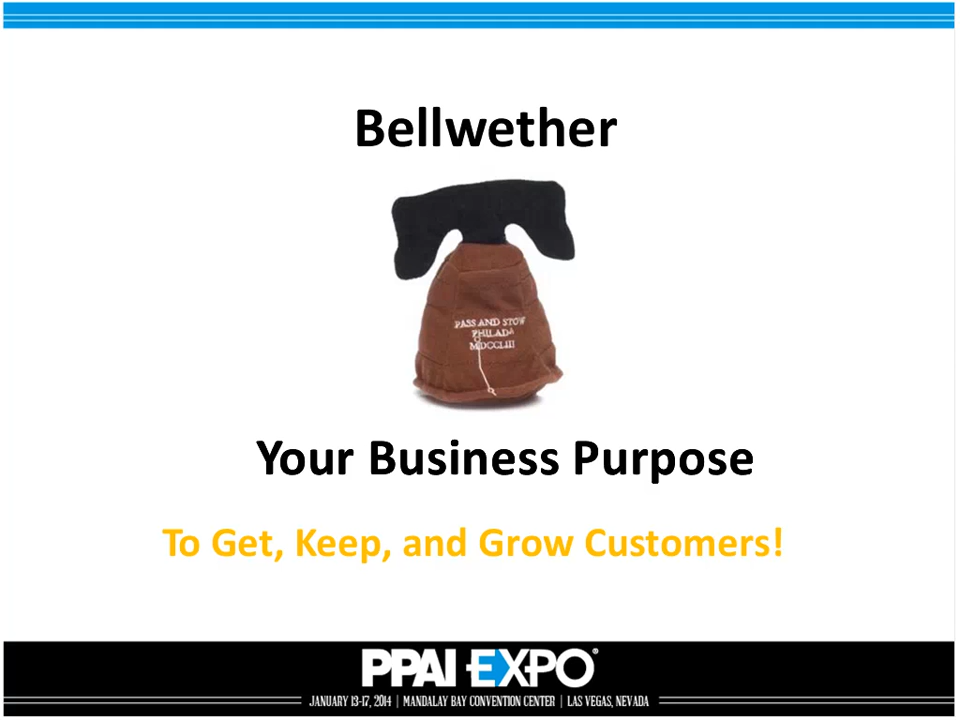 Bellwether
PASS AND STOW
PHILADA
MDCCLIII
Your Business Purpose
To Get, Keep, and Grow Customers!
PPAI EXPO®
JANUARY 13-17, 2014 | MANDALAY BAY CONVENTION CENTER | LAS VEGAS, NEVADA